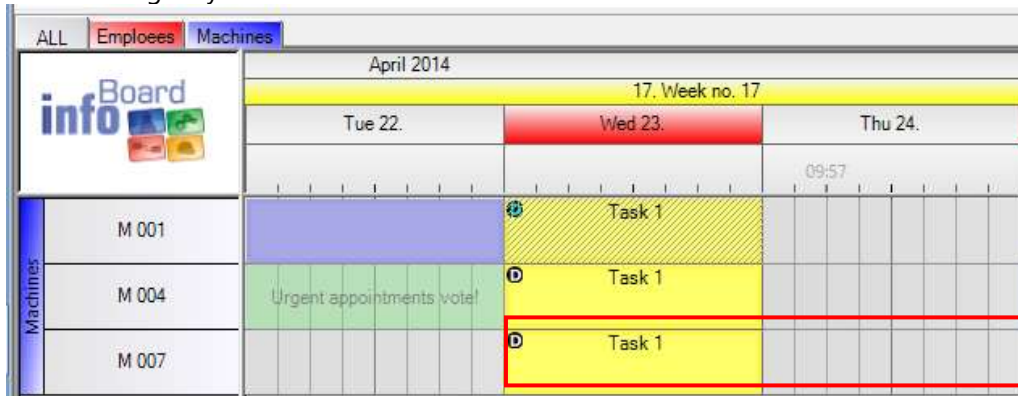 ALL Emploees Machines
info Board
April 2014
17. Week no. 17
Tue 22. Wed 23. Thu 24.
09:57
Machines
M 001 Task 1
M 004 Urgent appointments vote! D Task 1
M 007 D Task 1